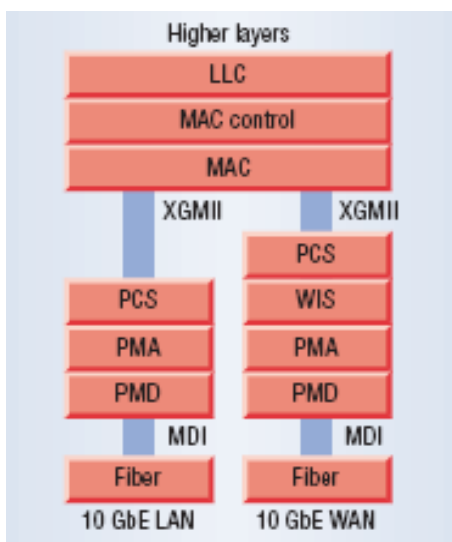 Higher layers
LLC
MAC control
MAC
XGMII
XGMII
PCS
PCS
WIS
PMA
PMA
PMD
PMD
MDI
MDI
Fiber
Fiber
10 GbE LAN
10 GbE WAN